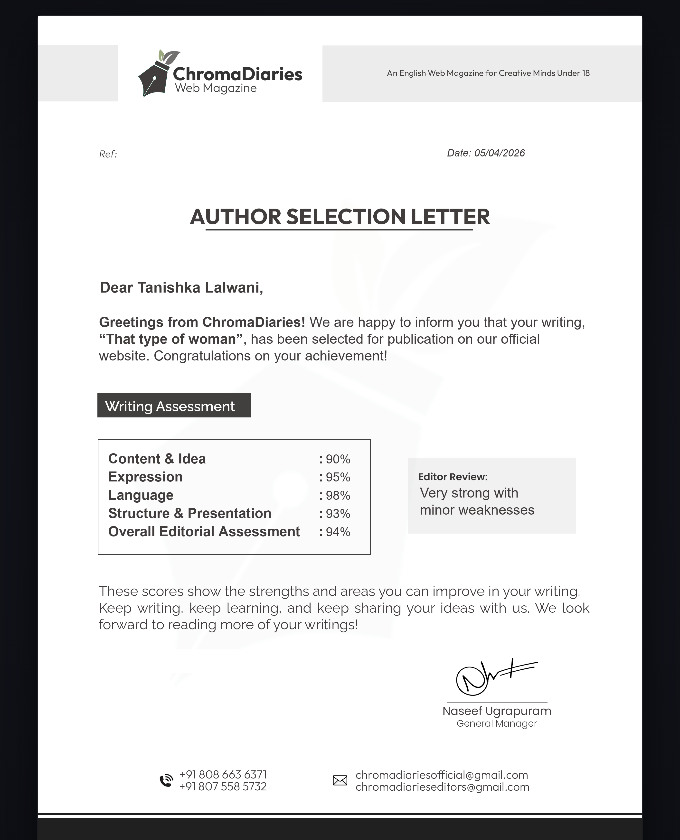 ChromaDiaries
Web Magazine
An English Web Magazine for Creative Minds Under 18
Ref:
Date: 05/04/2026
AUTHOR SELECTION LETTER
Dear Tanishka Lalwani,
Greetings from ChromaDiaries! We are happy to inform you that your writing,
“That type of woman”, has been selected for publication on our official
website. Congratulations on your achievement!
Writing Assessment
Content & Idea : 90%
Expression : 95%
Language : 98%
Structure & Presentation : 93%
Overall Editorial Assessment : 94%
Editor Review:
Very strong with
minor weaknesses
These scores show the strengths and areas you can improve in your writing.
Keep writing, keep learning, and keep sharing your ideas with us. We look
forward to reading more of your writings!
Naseef Ugrapuram
General Manager
+91 808 663 6371
+91 807 558 5732
chromadiariesofficial@gmail.com
chromadiarieseditors@gmail.com